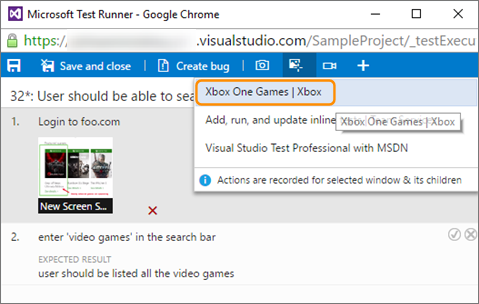 Microsoft Test Runner - Google Chrome
https:// .visualstudio.com/SampleProject/_testExecu
Save and close
Create bug
32*: User should be able to sea
Xbox One Games | Xbox
Add, run, and update inline
Xbox One Games | Xbox
Visual Studio Test Professional with MSDN
Actions are recorded for selected window & its children
1. Login to foo.com
New Screen S...
2. enter 'video games' in the search bar
EXPECTED RESULT
user should be listed all the video games